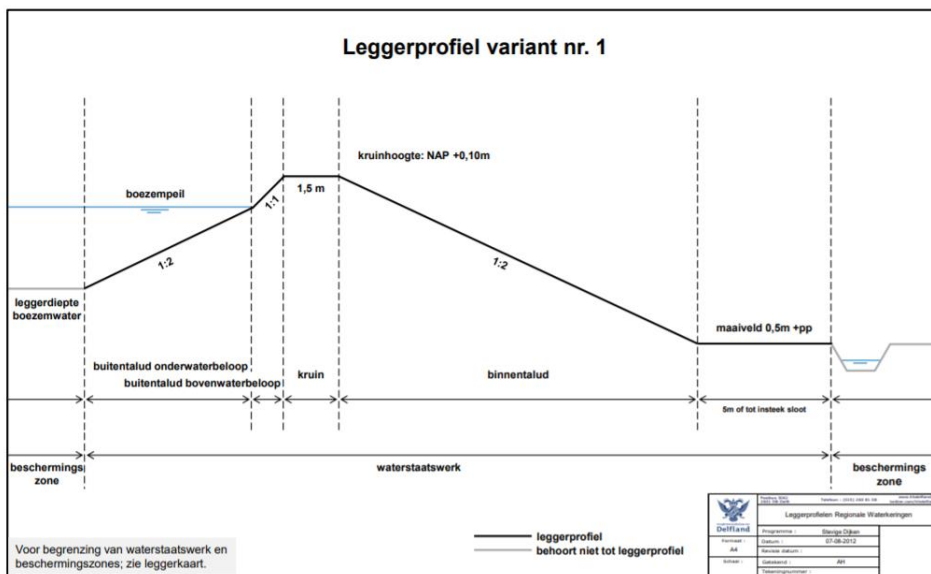 Leggerprofiel variant nr. 1
kruinhoogte: NAP +0,10m
boezempeil
1,5 m
1:1
1:2
1:2
leggerdiepte
boezemwater
maaiveld 0,5m +pp
buitentalud onderwaterbeloop
buitentalud bovenwaterbeloop
kruin
binnentalud
5m of tot insteek sloot
beschermings
zone
waterstaatswerk
beschermings
zone
leggerprofiel
behoort niet tot leggerprofiel
Voor begrenzing van waterstaatswerk en
beschermingszones; zie leggerkaart.
Delfland
Leggerprofielen Regionale Waterkeringen
Programma : Stevige Dijken
Formaat : A4
Datum : 07-08-2012
Revisie datum :
Schaal :
Getekend : AH
Tekeningnummer :